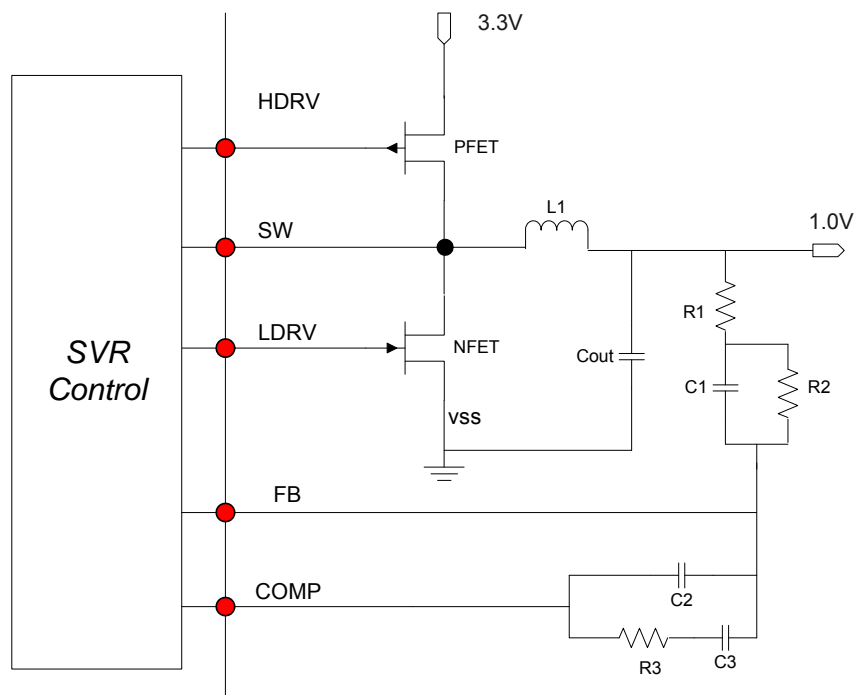 3.3V
HDRV
PFET
L1
1.0V
SW
R1
LDRV
NFET
SVR
Control
Cout
C1
R2
vss
FB
COMP
C2
R3
C3